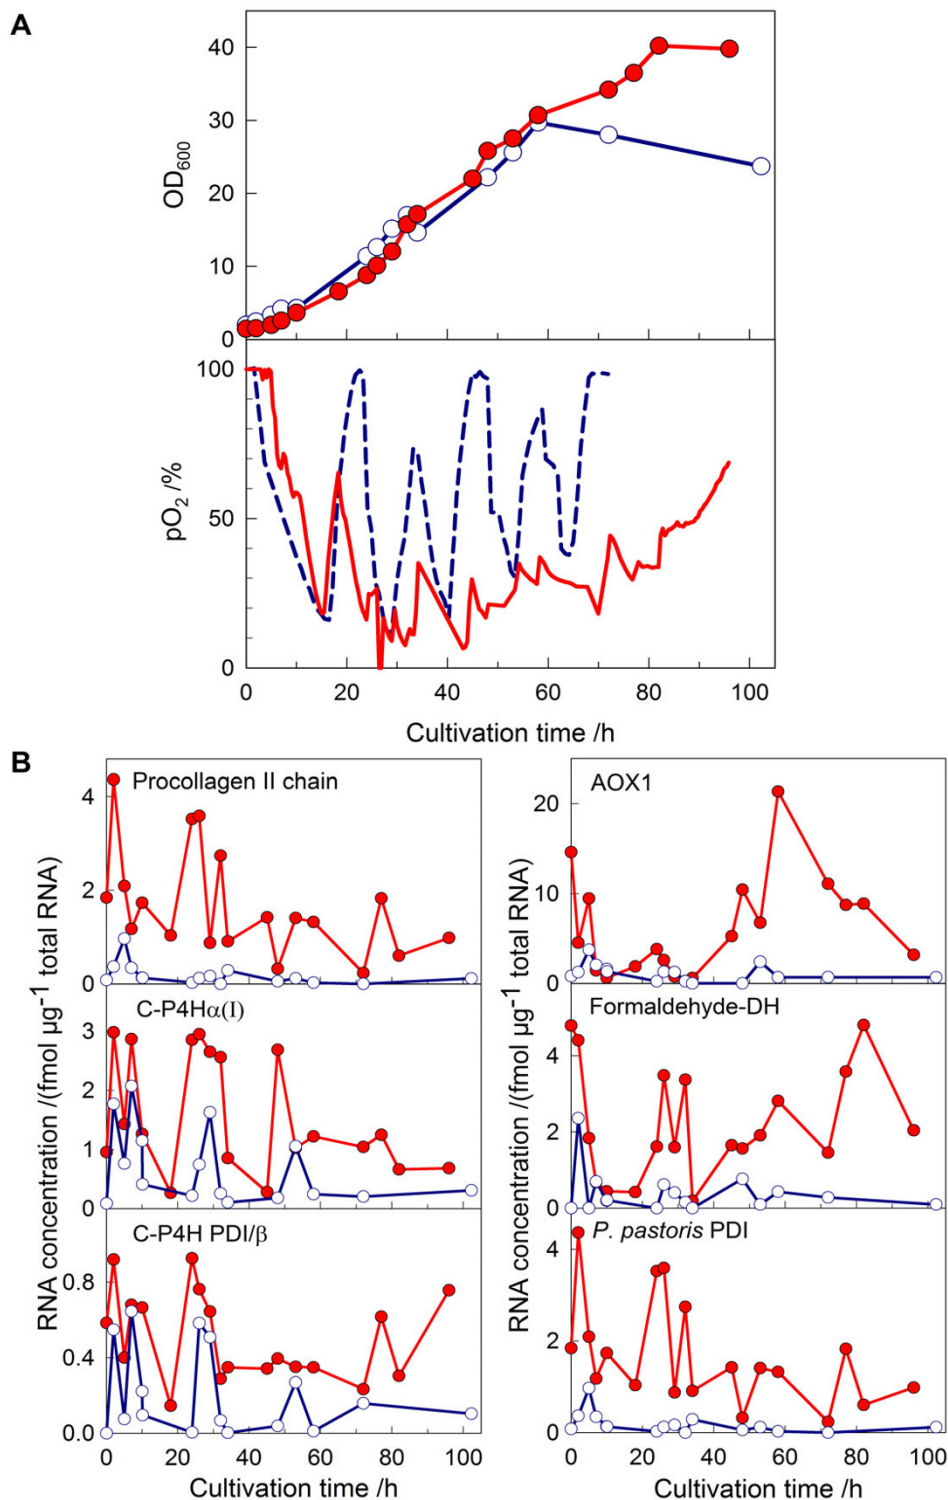 A
40
30
20
10
0
OD₆₀₀
100
50
0
pO₂ /%
0 20 40 60 80 100
Cultivation time /h
B
Procollagen II chain
4
2
0
C-P4Hα(I)
3
2
1
0
C-P4H PDI/β
0.8
0.4
0.0
RNA concentration /(fmol µg⁻¹ total RNA)
0 20 40 60 80 100
Cultivation time /h
AOX1
20
10
0
Formaldehyde-DH
4
2
0
P. pastoris PDI
4
2
0
RNA concentration /(fmol µg⁻¹ total RNA)
0 20 40 60 80 100
Cultivation time /h